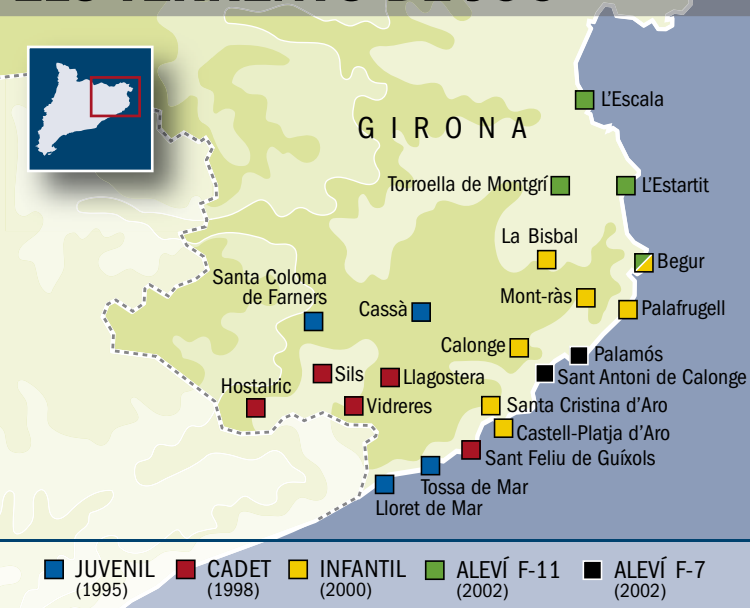 L'Escala
GIRONA
Torroella de Montgrí
L'Estartit
La Bisbal
Begur
Santa Coloma
de Farners
Mont-ràs
Cassà
Palafrugell
Calonge
Palamós
Sils
Llagostera
Sant Antoni de Calonge
Hostalric
Vidreres
Santa Cristina d'Aro
Castell-Platja d'Aro
Sant Feliu de Guíxols
Tossa de Mar
Lloret de Mar
JUVENIL
(1995)
CADET
(1998)
INFANTIL
(2000)
ALEVÍ F-11
(2002)
ALEVÍ F-7
(2002)